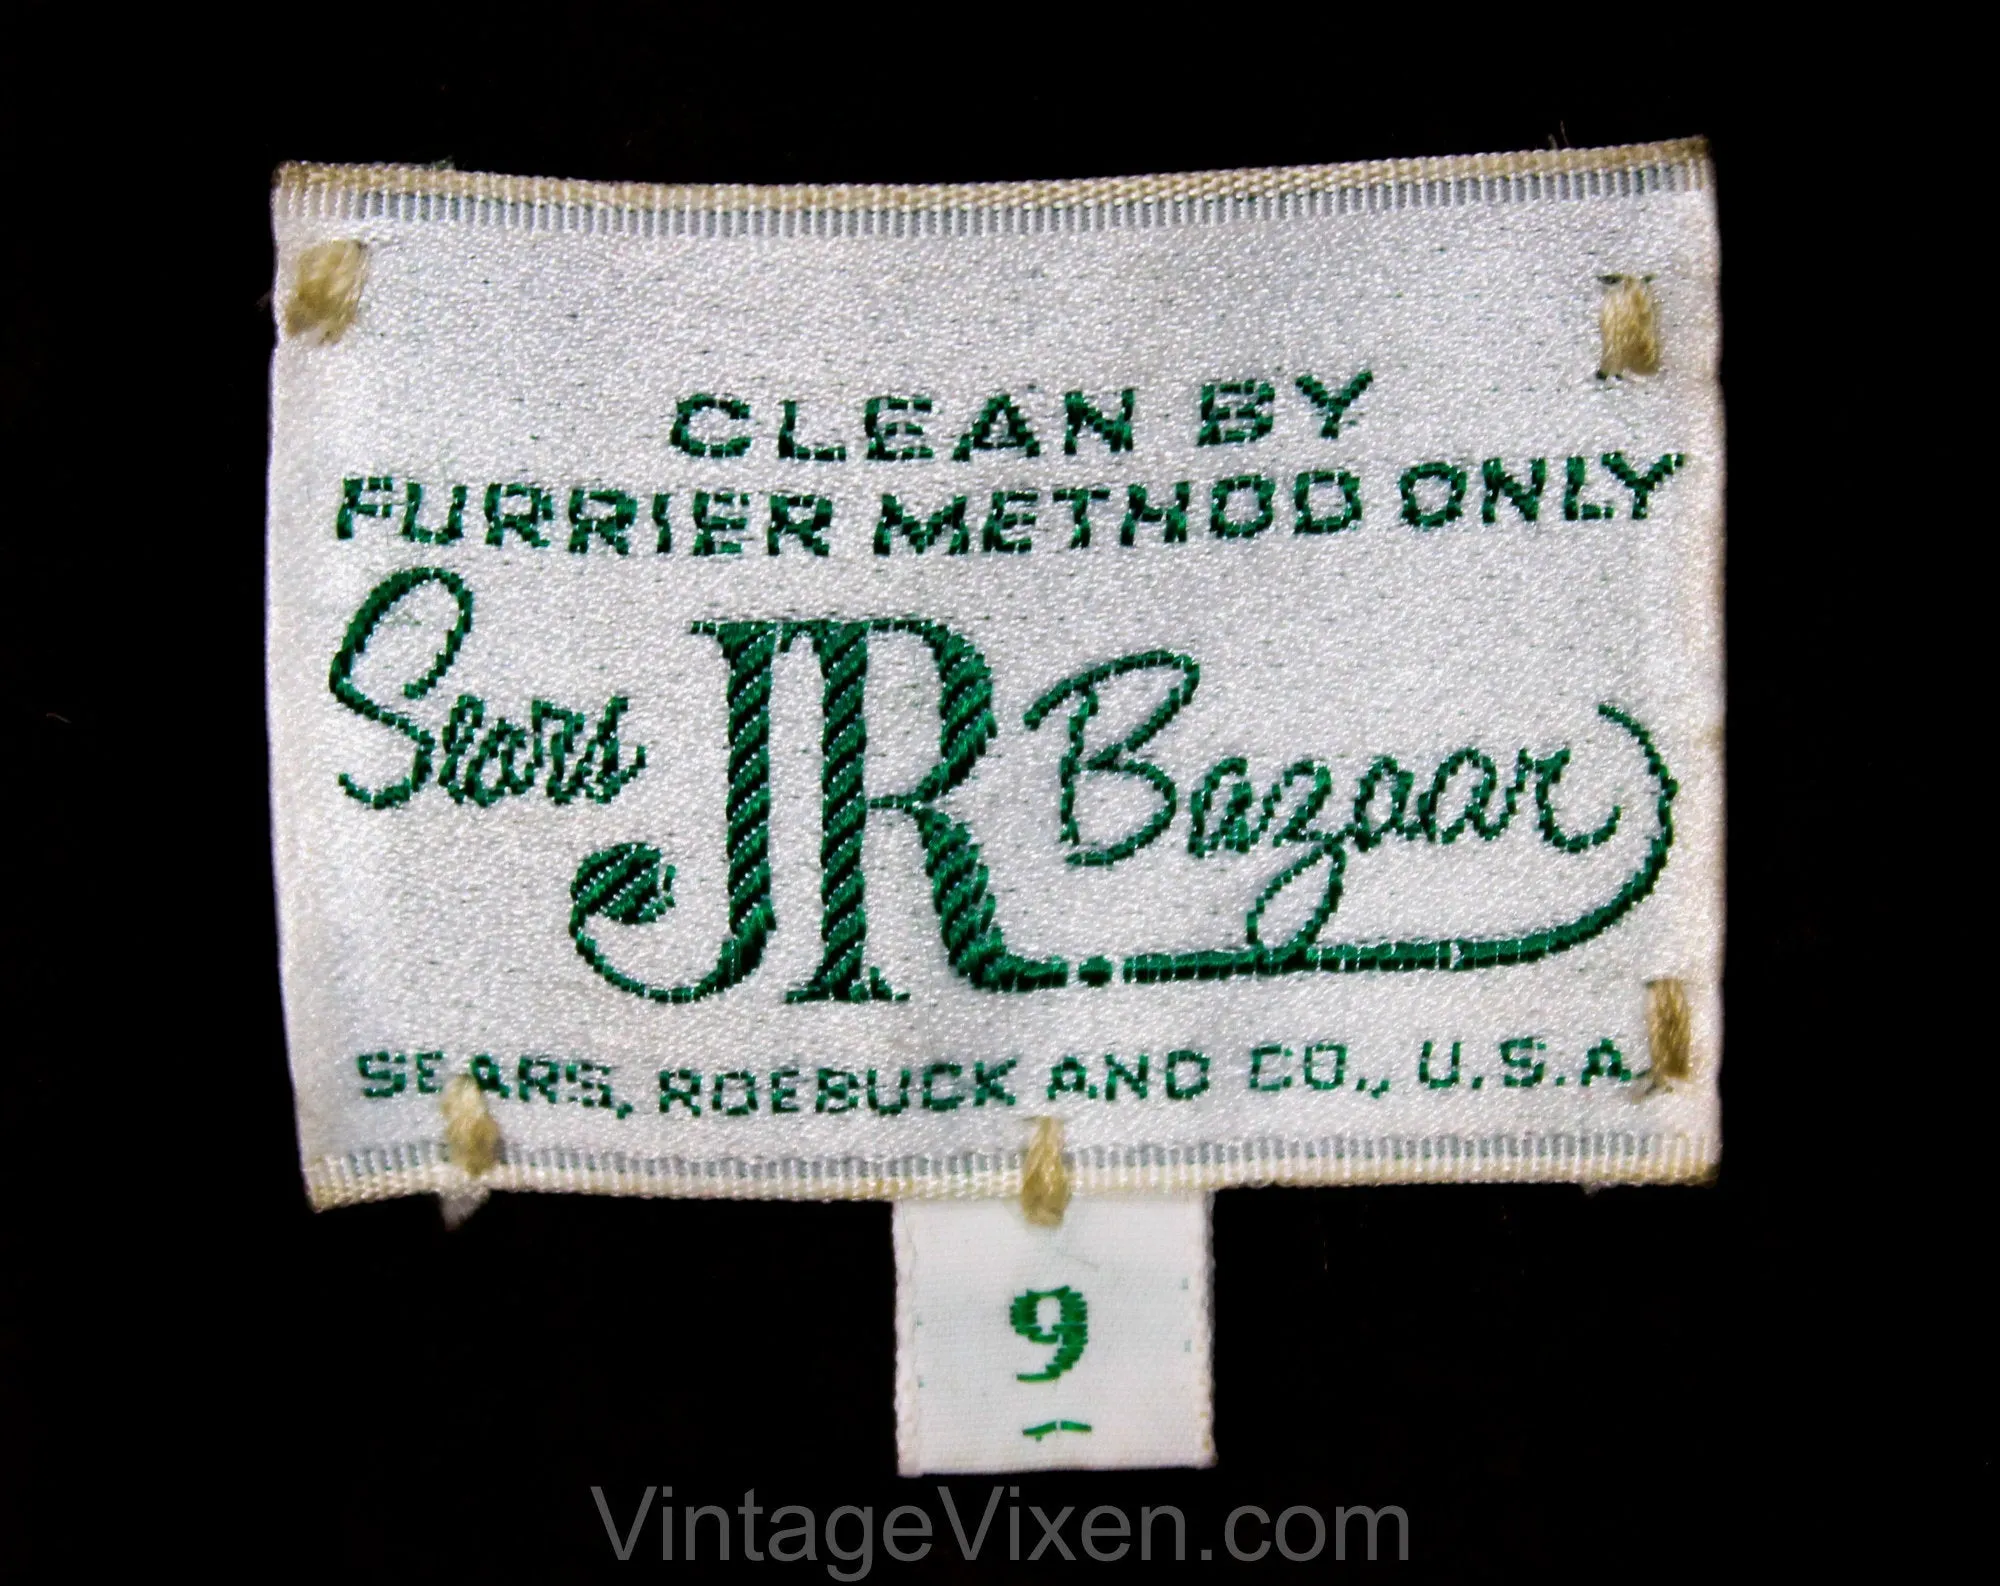 CLEAN BY
FURRIER METHOD ONLY
Sears JR. Bazaar
SEARS, ROEBUCK AND CO., U.S.A.
9
VintageVixen.com